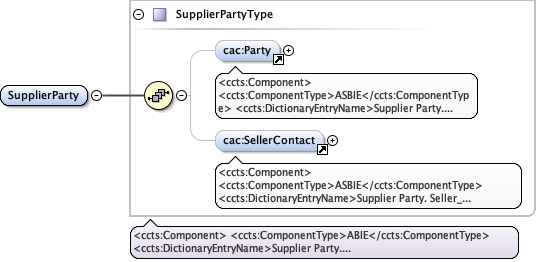 SupplierPartyType
cac:Party
<ccts:Component>
<ccts:ComponentType>ASBIE</ccts:ComponentTyp
e> <ccts:DictionaryEntryName>Supplier Party....
SupplierParty
cac:SellerContact
<ccts:Component>
<ccts:ComponentType>ASBIE</ccts:ComponentType>
<ccts:DictionaryEntryName>Supplier Party. Seller_...
<ccts:Component> <ccts:ComponentType>ABIE</ccts:ComponentType>
<ccts:DictionaryEntryName>Supplier Party....